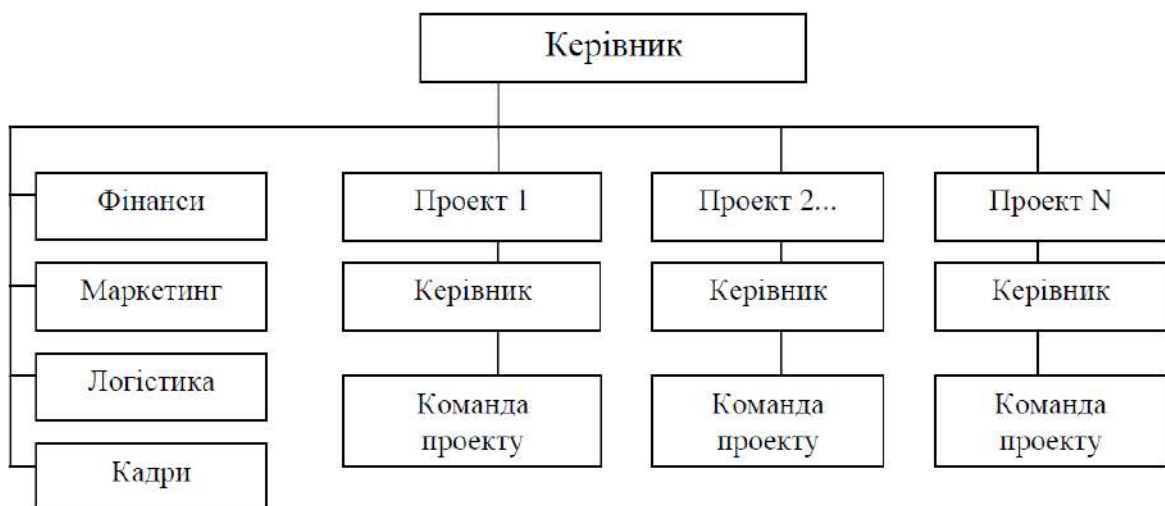 Керівник
Фінанси
Маркетинг
Логістика
Кадри
Проект 1
Керівник
Команда
проекту
Проект 2...
Керівник
Команда
проекту
Проект N
Керівник
Команда
проекту